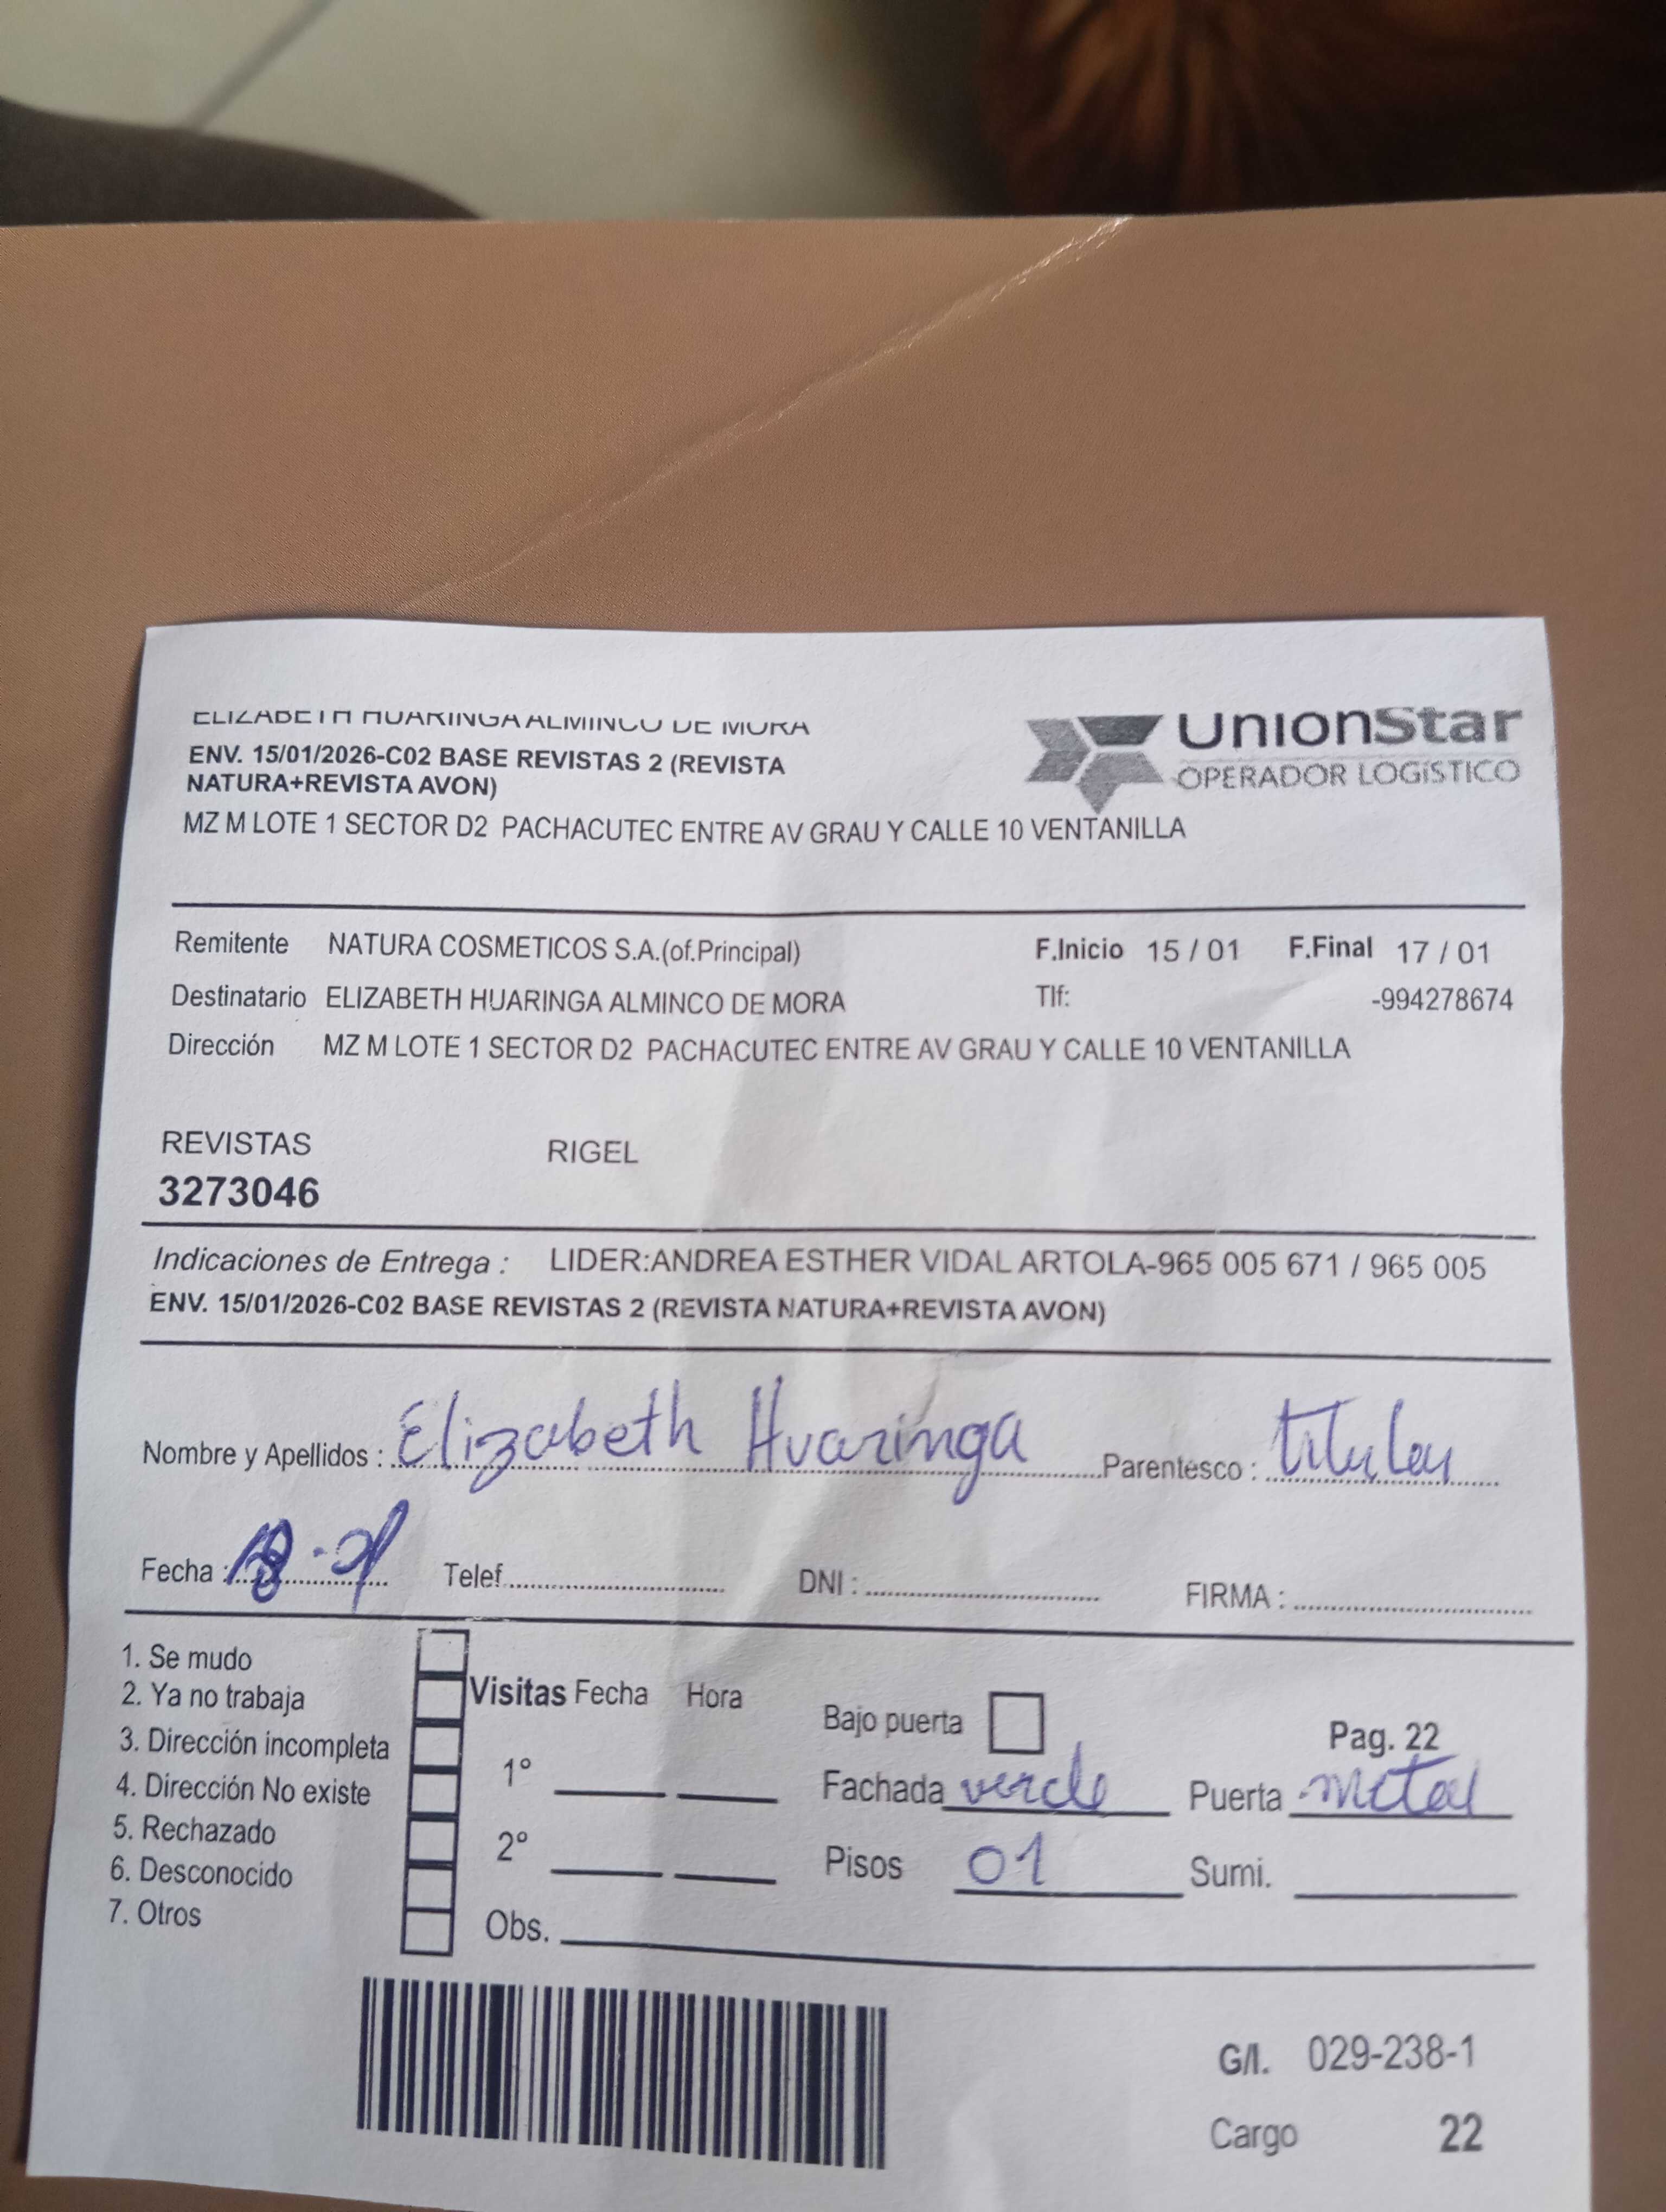 ELIZABETH HUARINGA ALMINCO DE MORA
ENV. 15/01/2026-C02 BASE REVISTAS 2 (REVISTA
NATURA+REVISTA AVON)
MZ M LOTE 1 SECTOR D2 PACHACUTEC ENTRE AV GRAU Y CALLE 10 VENTANILLA
UnionStar
OPERADOR LOGíSTICO
Remitente NATURA COSMETICOS S.A.(of.Principal) F.Inicio 15 / 01 F.Final 17 / 01
Destinatario ELIZABETH HUARINGA ALMINCO DE MORA Tlf: -994278674
Dirección MZ M LOTE 1 SECTOR D2 PACHACUTEC ENTRE AV GRAU Y CALLE 10 VENTANILLA
REVISTAS RIGEL
3273046
Indicaciones de Entrega : LIDER:ANDREA ESTHER VIDAL ARTOLA-965 005 671 / 965 005
ENV. 15/01/2026-C02 BASE REVISTAS 2 (REVISTA NATURA+REVISTA AVON)
Nombre y Apellidos : Elizabeth Huaringa Parentesco : titular
Fecha : Telef DNI : FIRMA :
1. Se mudo
2. Ya no trabaja
3. Dirección incompleta
4. Dirección No existe
5. Rechazado
6. Desconocido
7. Otros
Visitas Fecha Hora
1°
2°
Obs.
Bajo puerta Pag. 22
Fachada verde Puerta metal
Pisos 01 Sumi.
G/I. 029-238-1
Cargo 22